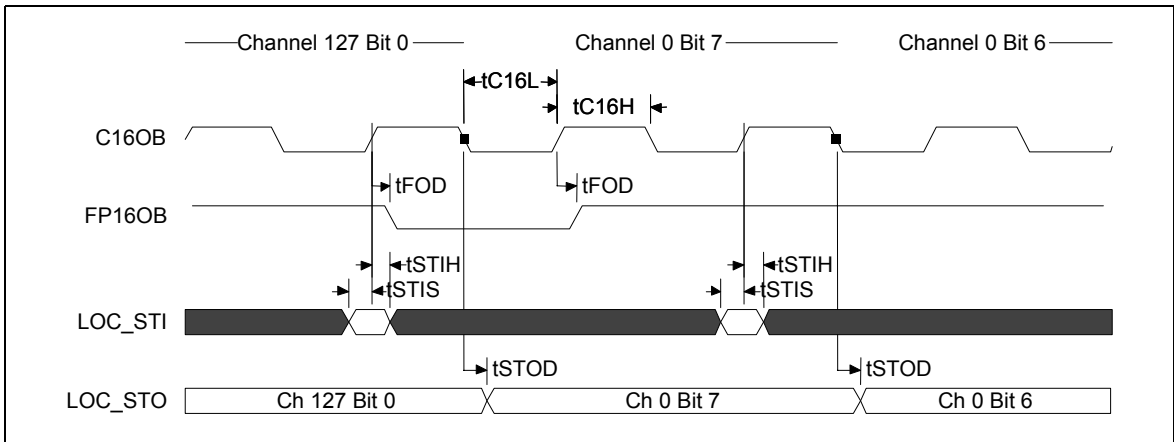 Channel 127 Bit 0 Channel 0 Bit 7 Channel 0 Bit 6
tC16L
tC16H
C16OB
tFOD tFOD
FP16OB
tSTIH tSTIH
tSTIS tSTIS
LOC_STI
tSTOD tSTOD
LOC_STO Ch 127 Bit 0 Ch 0 Bit 7 Ch 0 Bit 6